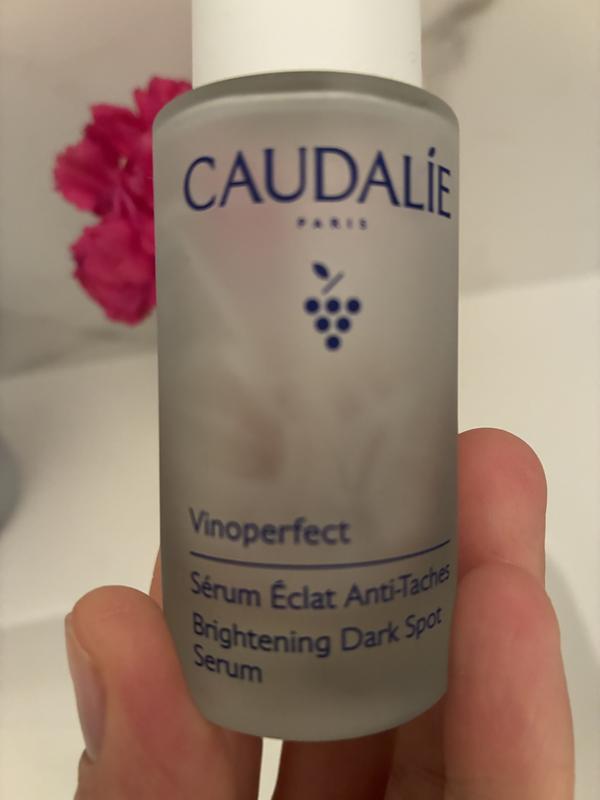 CAUDALÍE
PARIS
Vinoperfect
Sérum Éclat Anti-Taches
Brightening Dark Spot
Serum